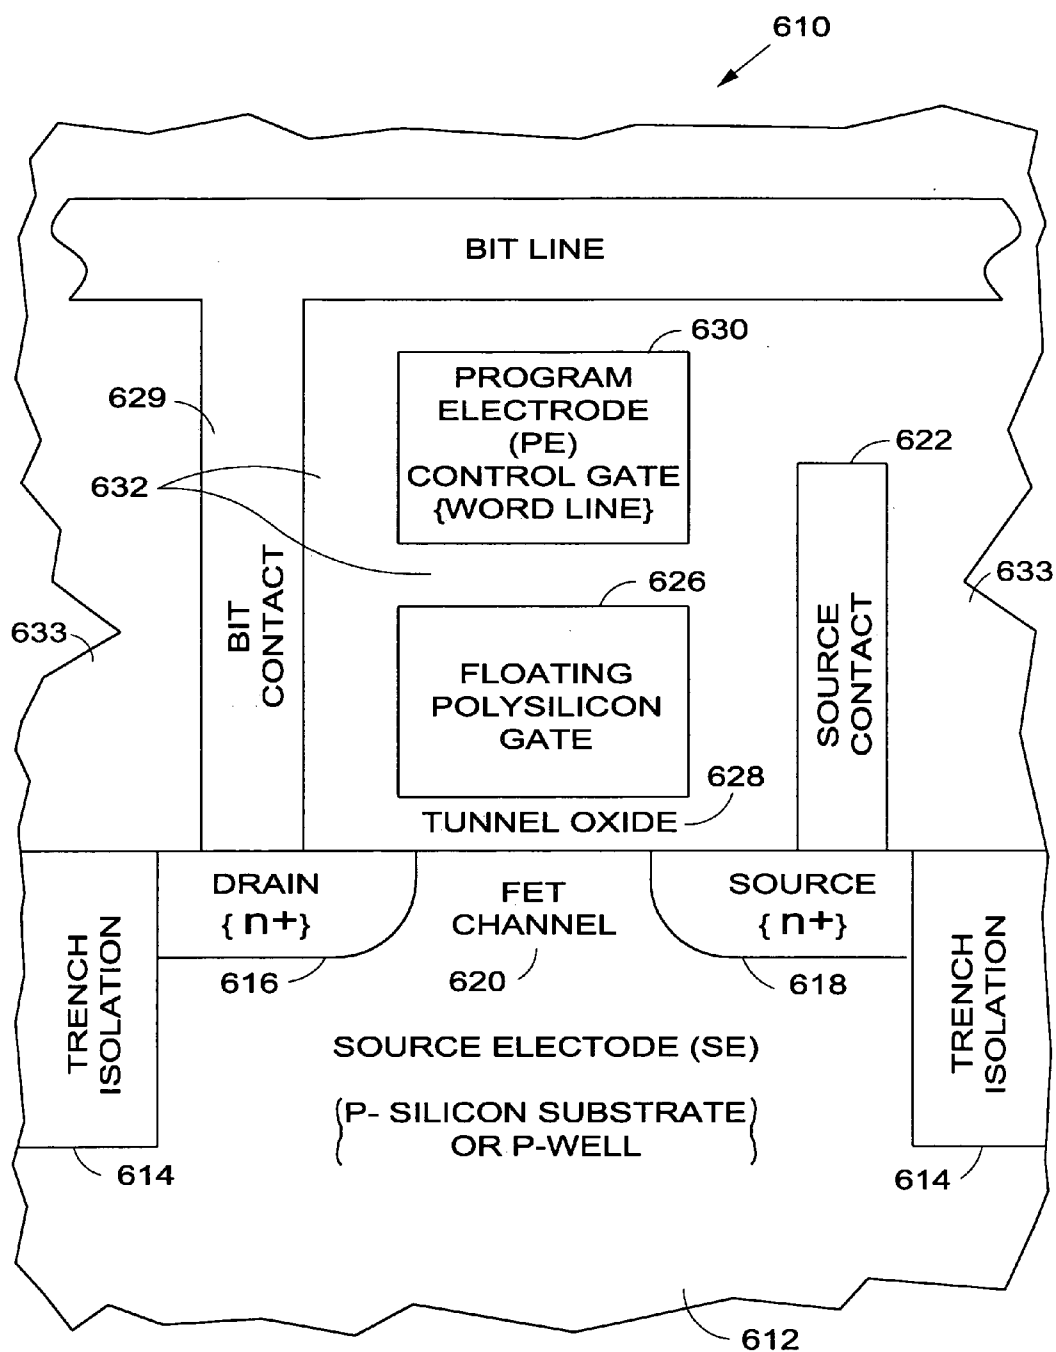 610
BIT LINE
630
PROGRAM
ELECTRODE
(PE)
CONTROL GATE
{WORD LINE}
629
622
632
BIT
CONTACT
626
633
633
FLOATING
POLYSILICON
GATE
SOURCE
CONTACT
628
TUNNEL OXIDE
DRAIN
{ n+}
FET
CHANNEL
SOURCE
{ n+}
616
620
618
TRENCH
ISOLATION
TRENCH
ISOLATION
SOURCE ELECTODE (SE)
(P- SILICON SUBSTRATE)
OR P-WELL
614
614
612